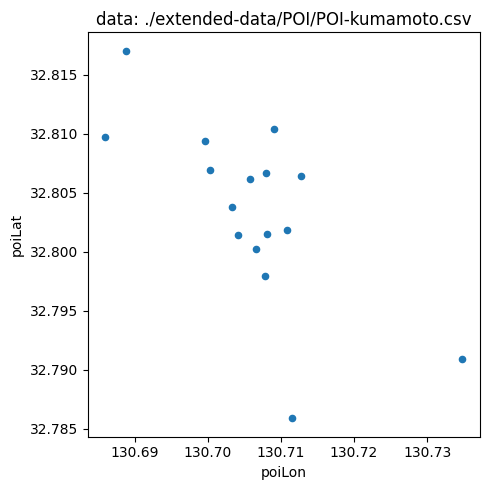 data: ./extended-data/POI/POI-kumamoto.csv
32.815
32.810
32.805
32.800
32.795
32.790
32.785
poiLat
130.69 130.70 130.71 130.72 130.73
poiLon